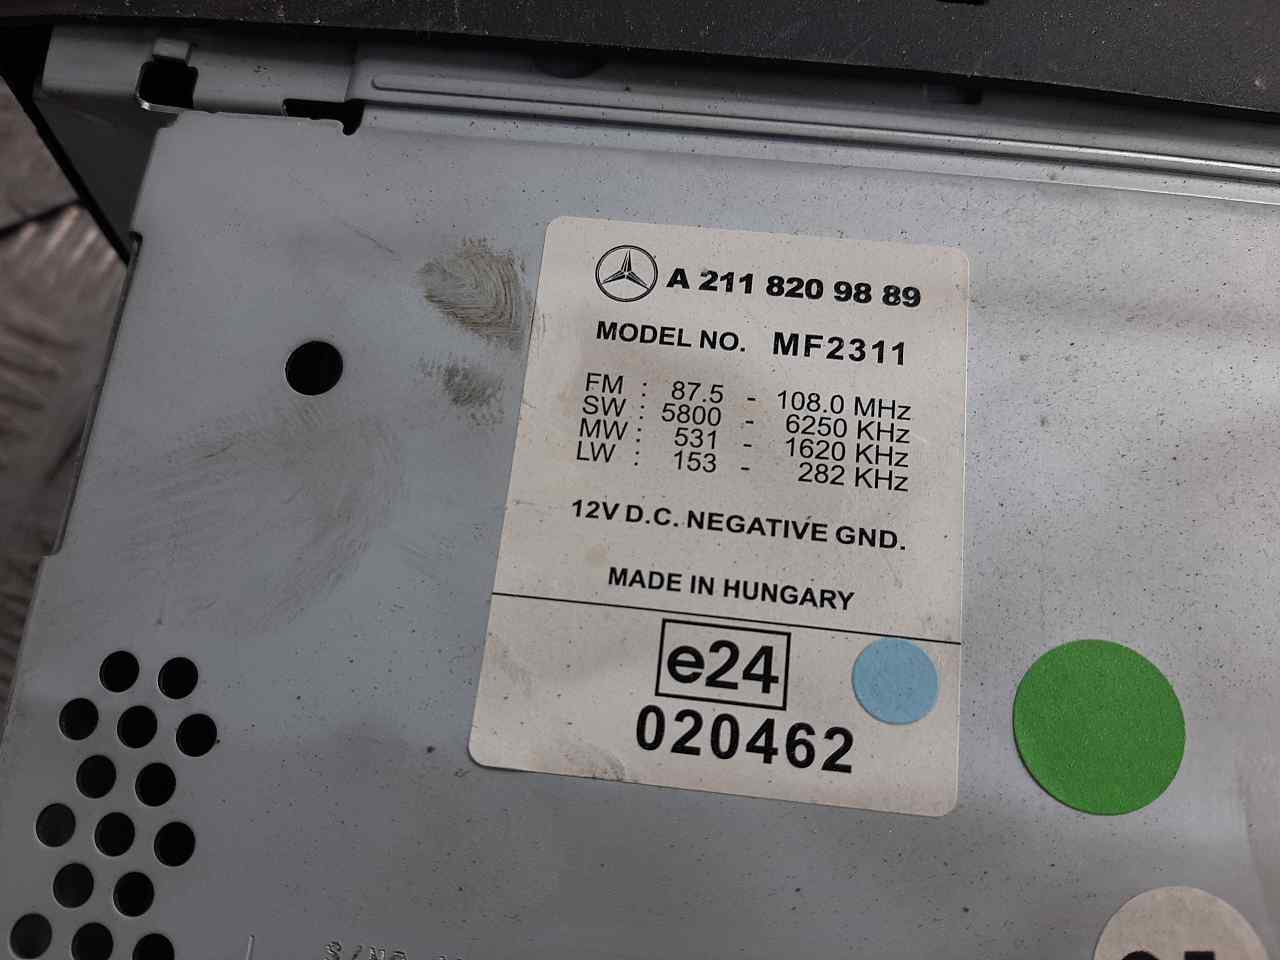 A 211 820 98 89
MODEL NO. MF2311
FM : 87.5 - 108.0 MHz
SW : 5800 - 6250 KHz
MW : 531 - 1620 KHz
LW : 153 - 282 KHz
12V D.C. NEGATIVE GND.
MADE IN HUNGARY
e24
020462